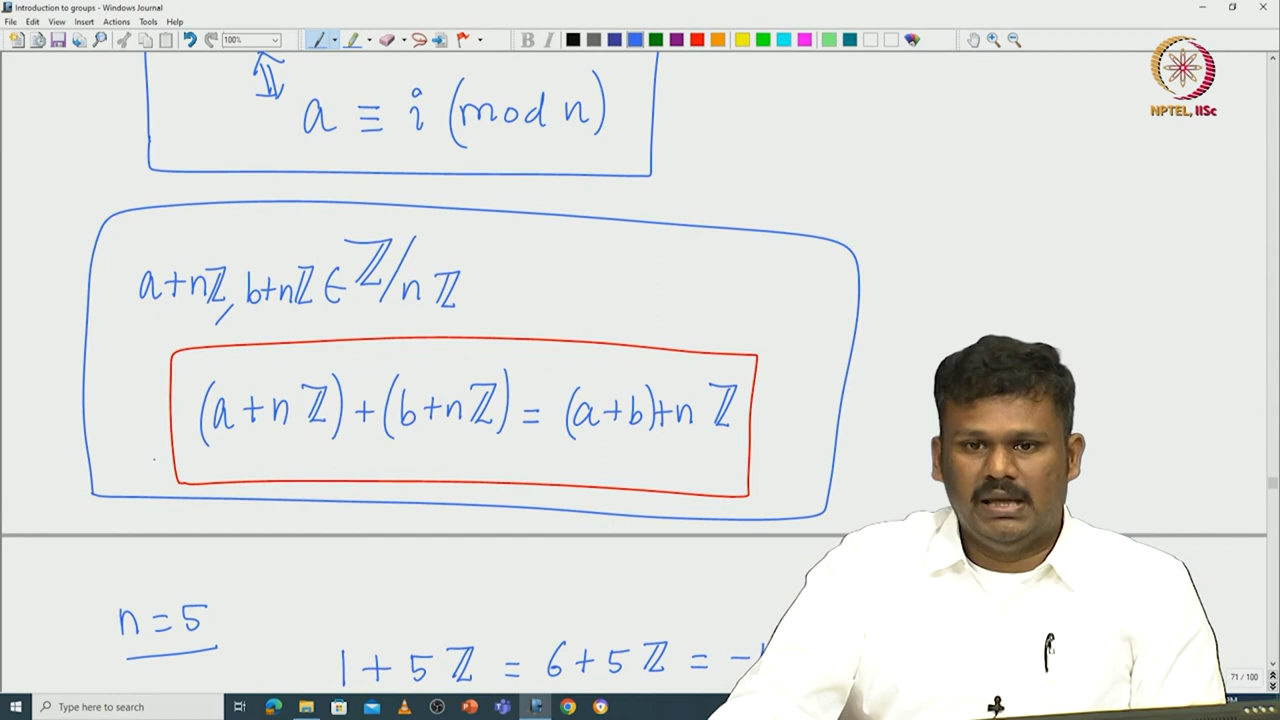 Introduction to groups - Windows Journal
File Edit View Insert Actions Tools Help
100%
B I
NPTEL, IISc
a ≡ i (mod n)
a+nℤ, b+nℤ ∈ ℤ/nℤ
(a+nℤ)+(b+nℤ) = (a+b)+nℤ
n=5
1+5ℤ = 6+5ℤ = -
71 / 100
Type here to search